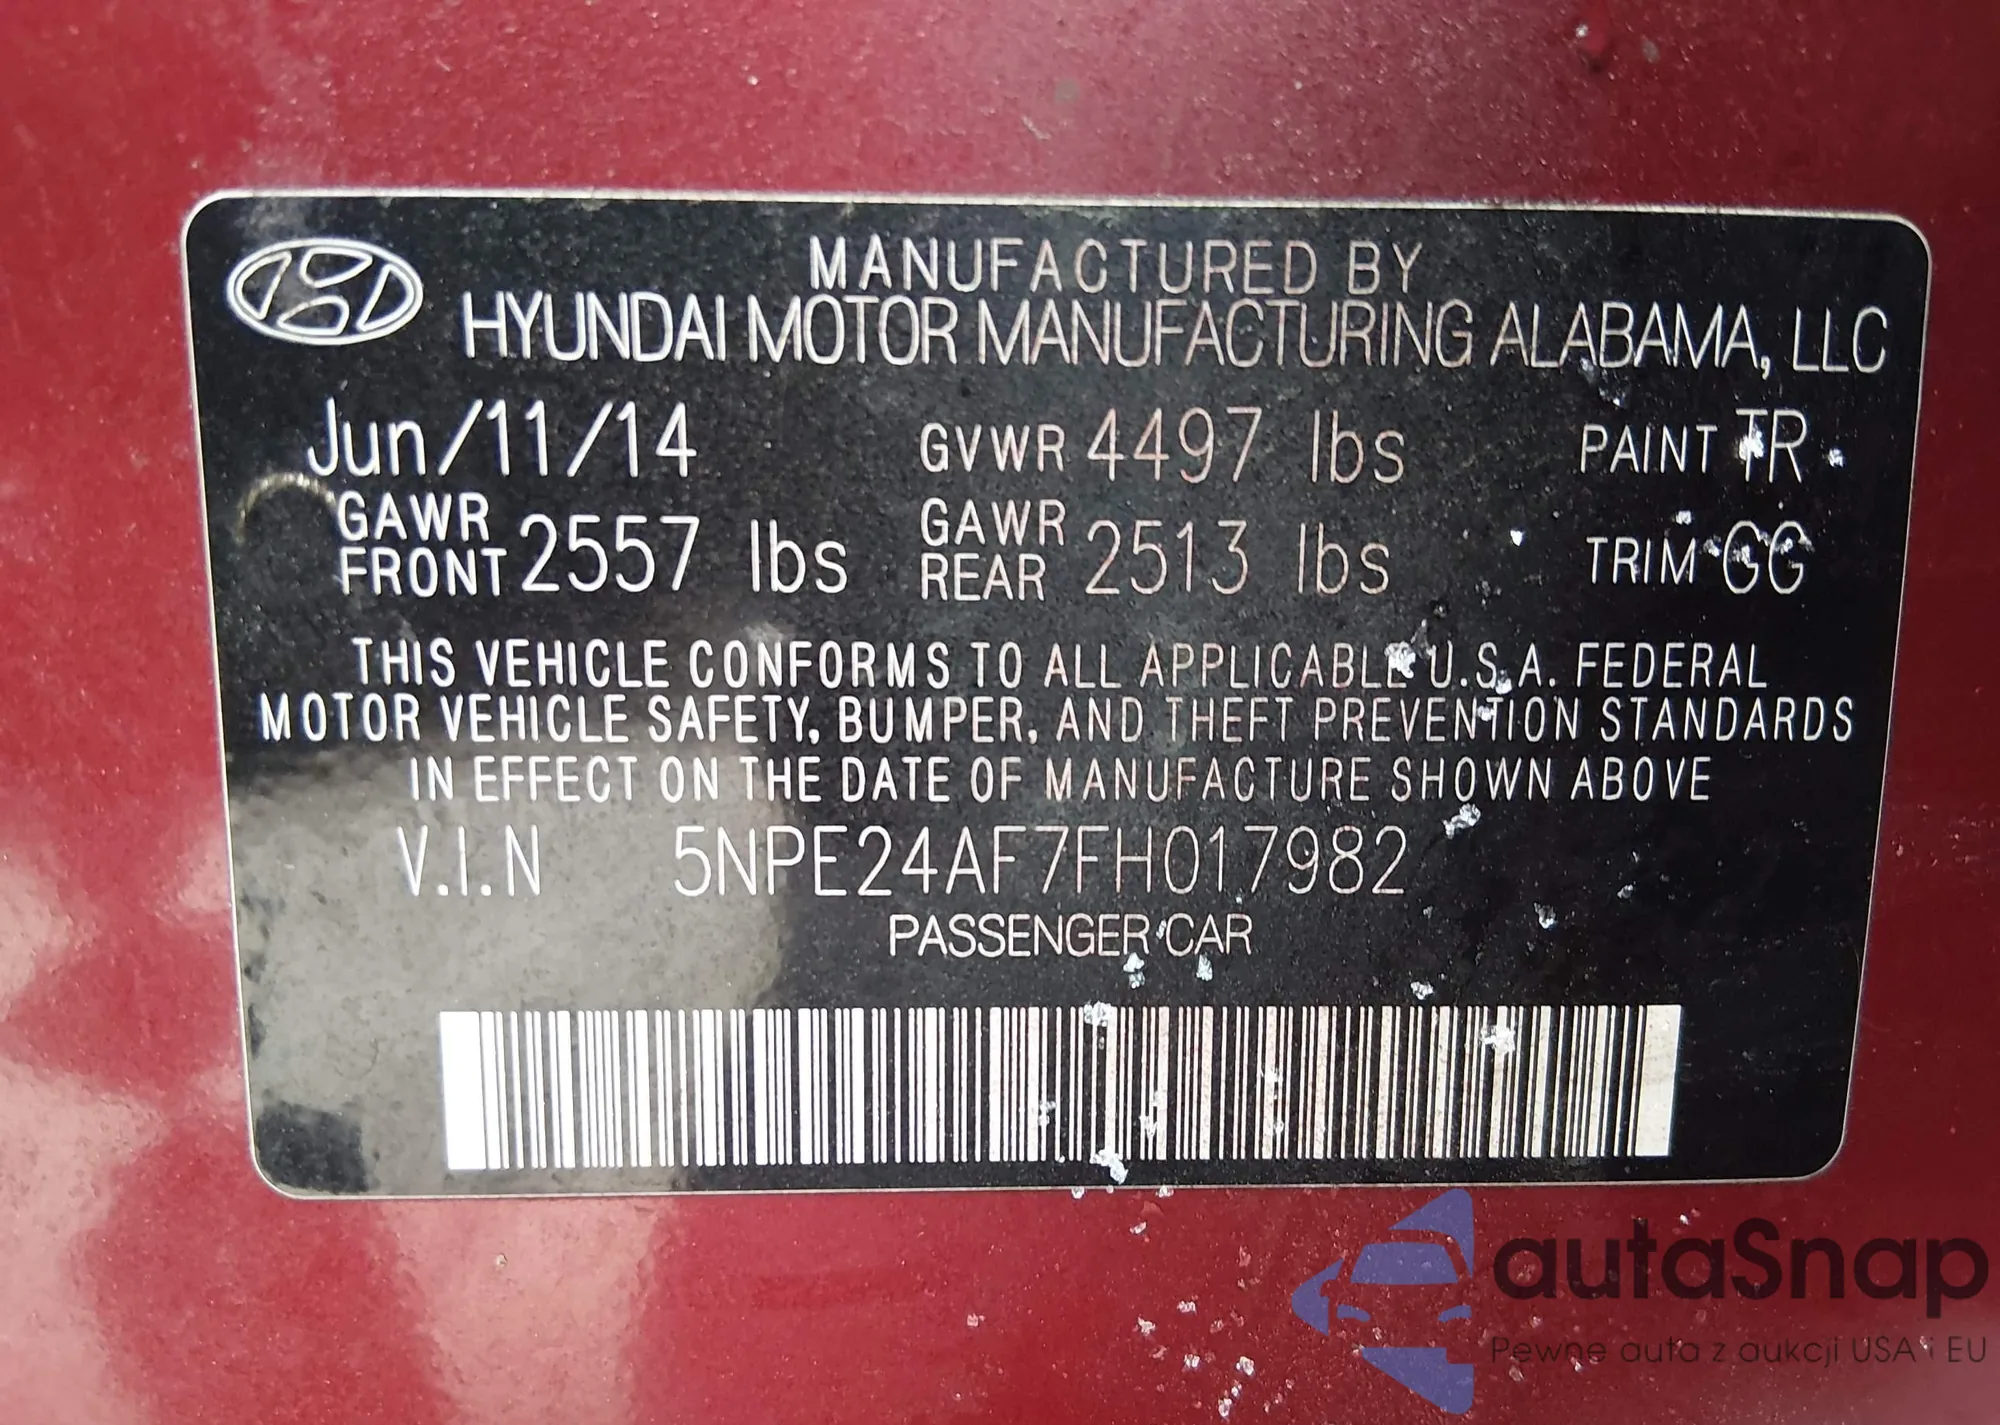 MANUFACTURED BY
HYUNDAI MOTOR MANUFACTURING ALABAMA, LLC
Jun/11/14 GVWR 4497 lbs PAINT TR
GAWR FRONT 2557 lbs GAWR REAR 2513 lbs TRIM GG
THIS VEHICLE CONFORMS TO ALL APPLICABLE U.S.A. FEDERAL
MOTOR VEHICLE SAFETY, BUMPER, AND THEFT PREVENTION STANDARDS
IN EFFECT ON THE DATE OF MANUFACTURE SHOWN ABOVE
V.I.N 5NPE24AF7FH017982
PASSENGER CAR
autaSnap
Pewne auta z aukcji USA i EU